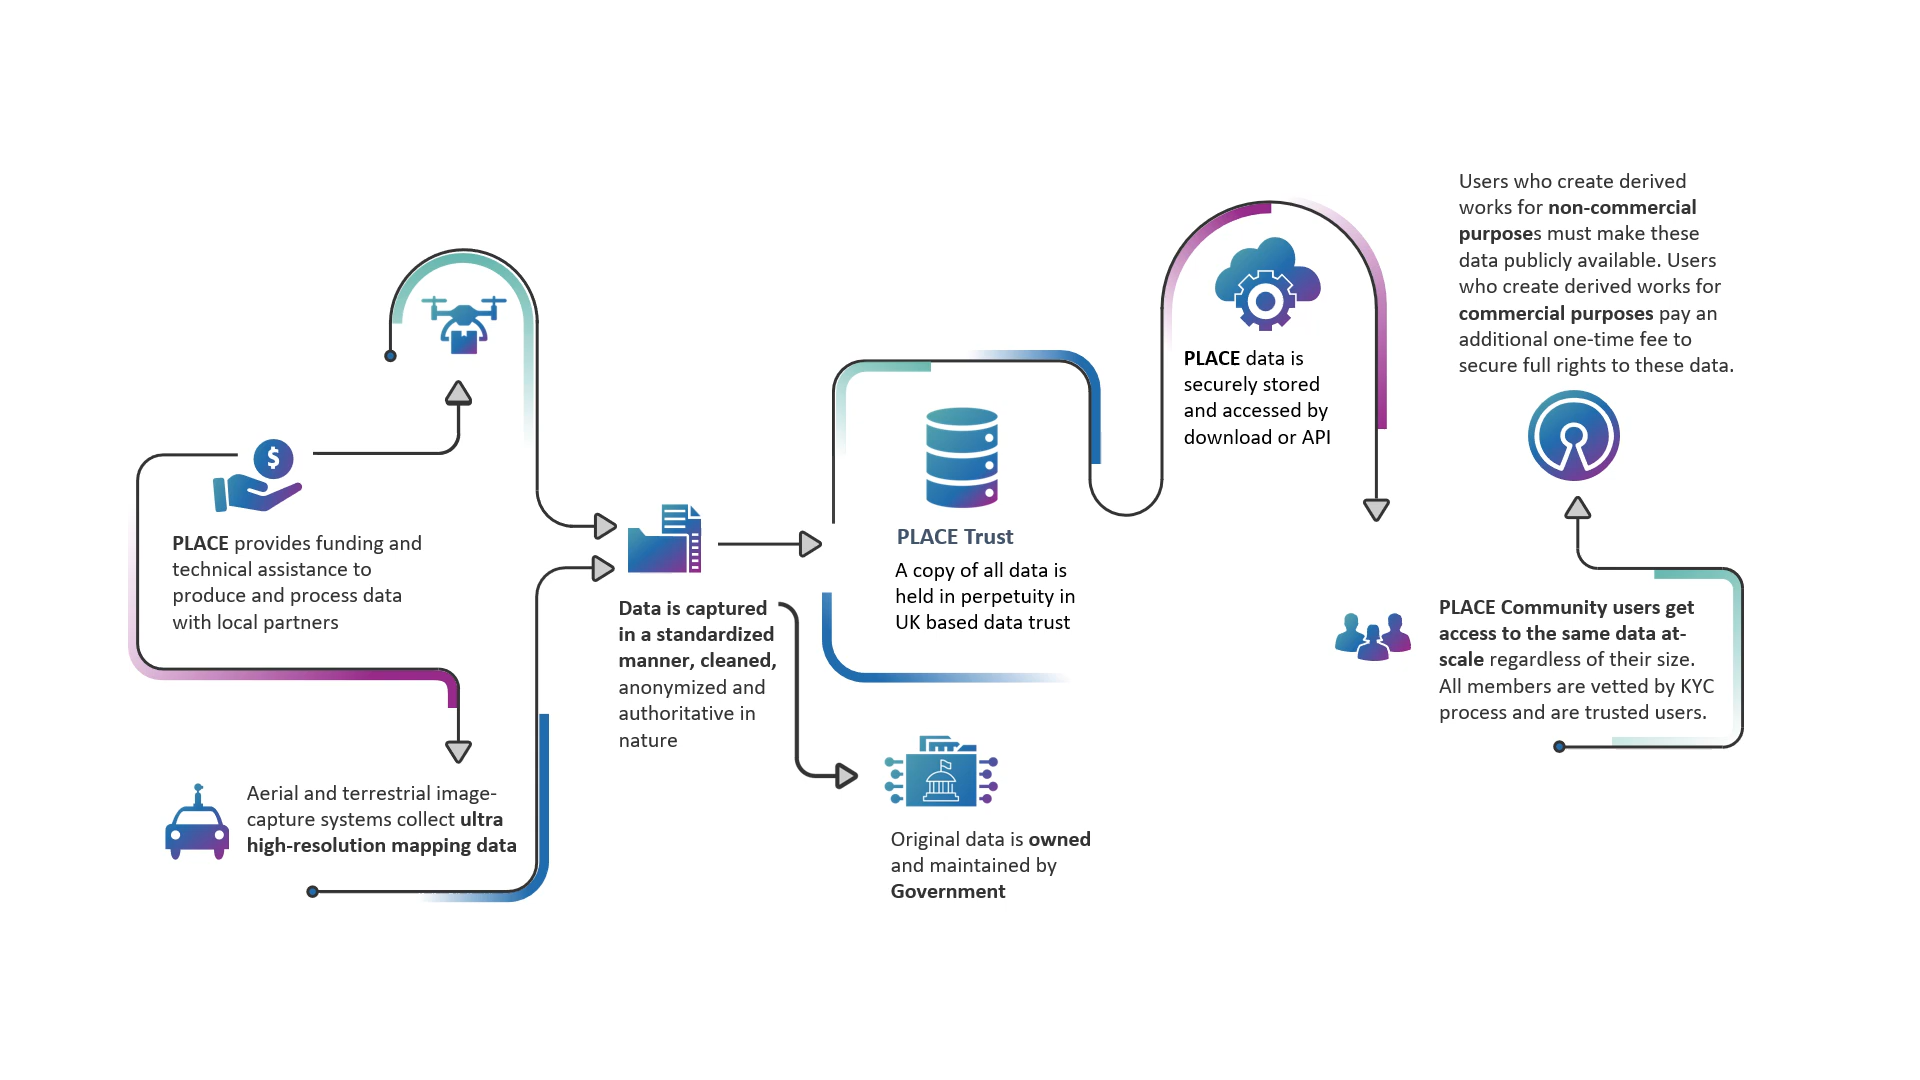 $
PLACE provides funding and
technical assistance to
produce and process data
with local partners
Aerial and terrestrial image-
capture systems collect ultra
high-resolution mapping data
Data is captured
in a standardized
manner, cleaned,
anonymized and
authoritative in
nature
PLACE Trust
A copy of all data is
held in perpetuity in
UK based data trust
Original data is owned
and maintained by
Government
PLACE data is
securely stored
and accessed by
download or API
PLACE Community users get
access to the same data at-
scale regardless of their size.
All members are vetted by KYC
process and are trusted users.
Users who create derived
works for non-commercial
purposes must make these
data publicly available. Users
who create derived works for
commercial purposes pay an
additional one-time fee to
secure full rights to these data.